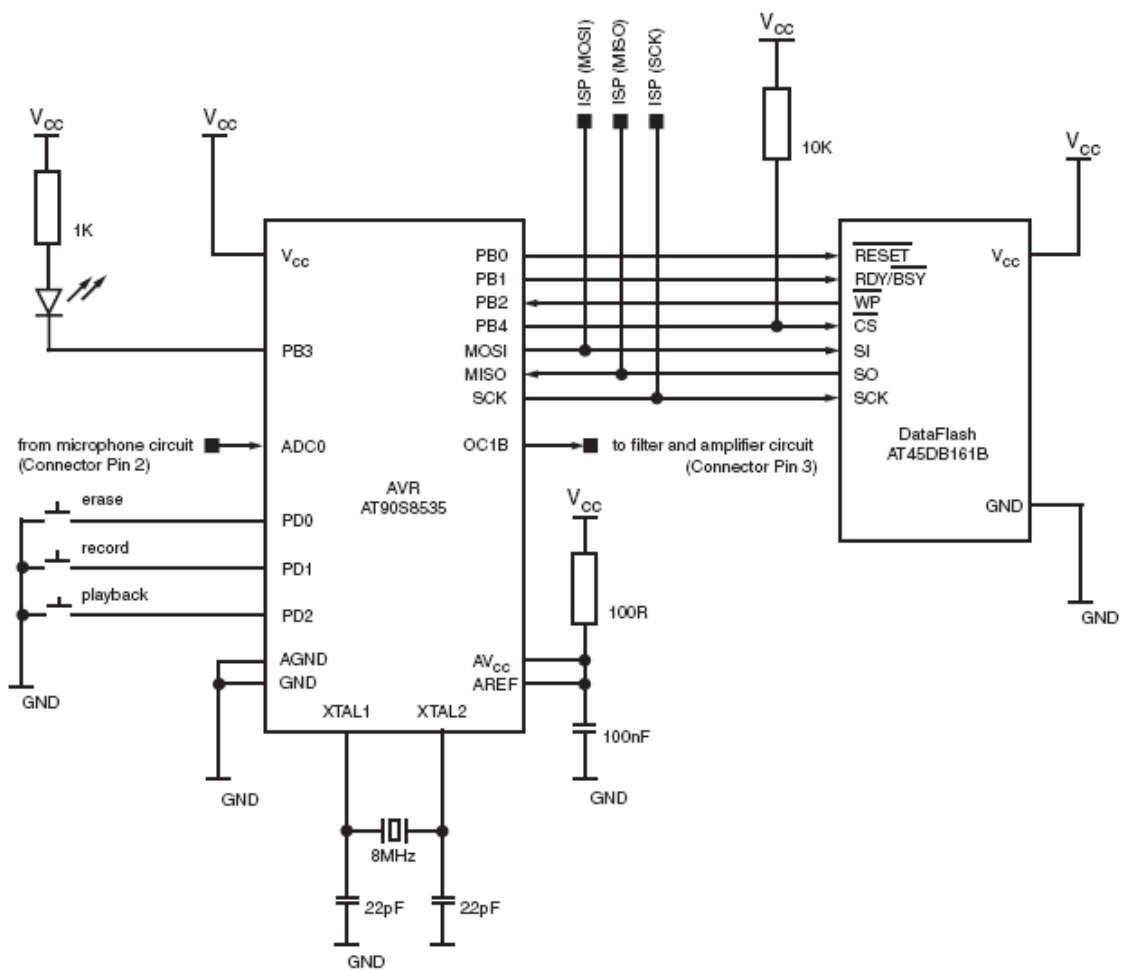 ISP (MOSI)
ISP (MISO)
ISP (SCK)
VCC
10K
VCC
1K
VCC
VCC
VCC
PB3
ADC0
PD0
PD1
PD2
AGND
GND
XTAL1
XTAL2
AVR
AT90S8535
PB0
PB1
PB2
PB4
MOSI
MISO
SCK
OC1B
AVCC
AREF
RESET
RDY/BSY
WP
CS
SI
SO
SCK
VCC
DataFlash
AT45DB161B
GND
GND
from microphone circuit
(Connector Pin 2)
to filter and amplifier circuit
(Connector Pin 3)
erase
record
playback
GND
GND
VCC
100R
100nF
GND
8MHz
22pF
22pF
GND